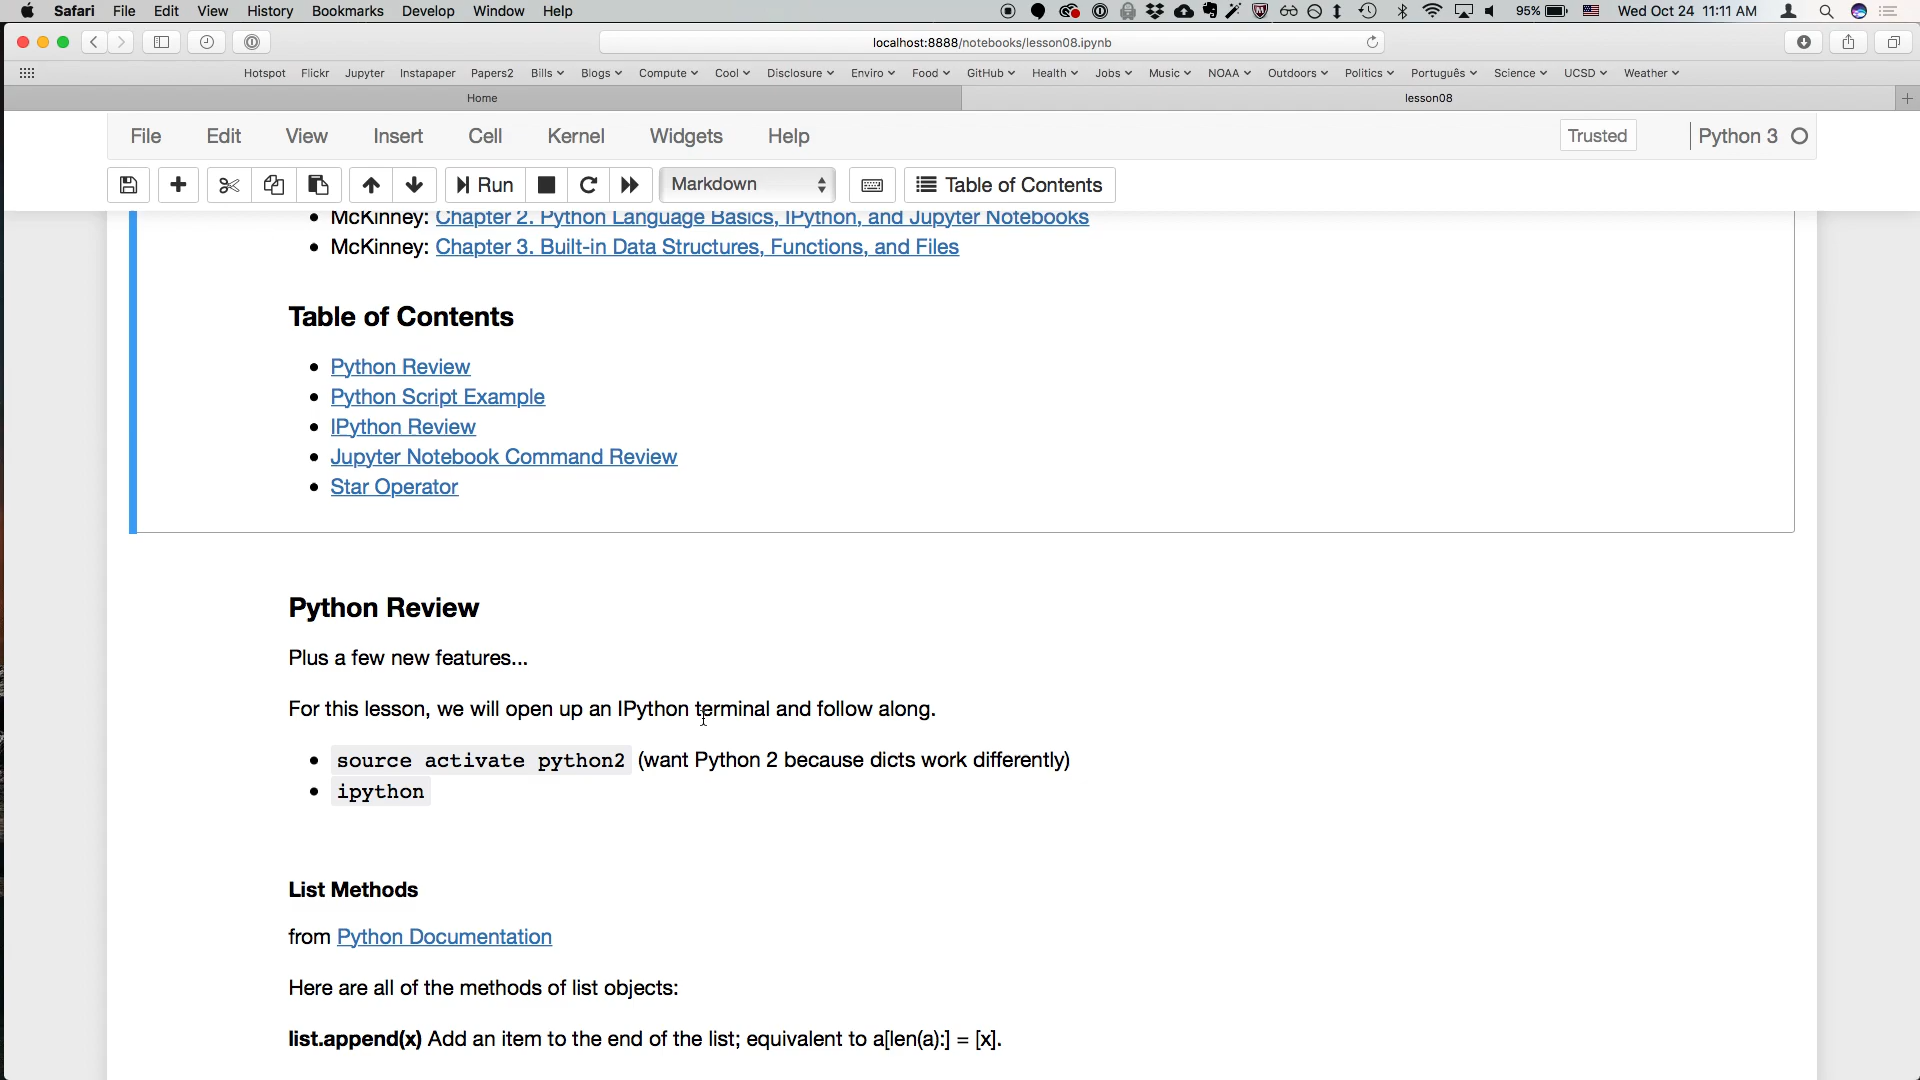 Safari File Edit View History Bookmarks Develop Window Help 95% Wed Oct 24 11:11 AM
localhost:8888/notebooks/lesson08.ipynb
Hotspot Flickr Jupyter Instapaper Papers2 Bills Blogs Compute Cool Disclosure Enviro Food GitHub Health Jobs Music NOAA Outdoors Politics Português Science UCSD Weather
Home lesson08
File Edit View Insert Cell Kernel Widgets Help Trusted Python 3
Run Markdown Table of Contents
McKinney: Chapter 2. Python Language Basics, IPython, and Jupyter Notebooks
McKinney: Chapter 3. Built-in Data Structures, Functions, and Files
Table of Contents
Python Review
Python Script Example
IPython Review
Jupyter Notebook Command Review
Star Operator
Python Review
Plus a few new features...
For this lesson, we will open up an IPython terminal and follow along.
source activate python2 (want Python 2 because dicts work differently)
ipython
List Methods
from Python Documentation
Here are all of the methods of list objects:
list.append(x) Add an item to the end of the list; equivalent to a[len(a):] = [x].